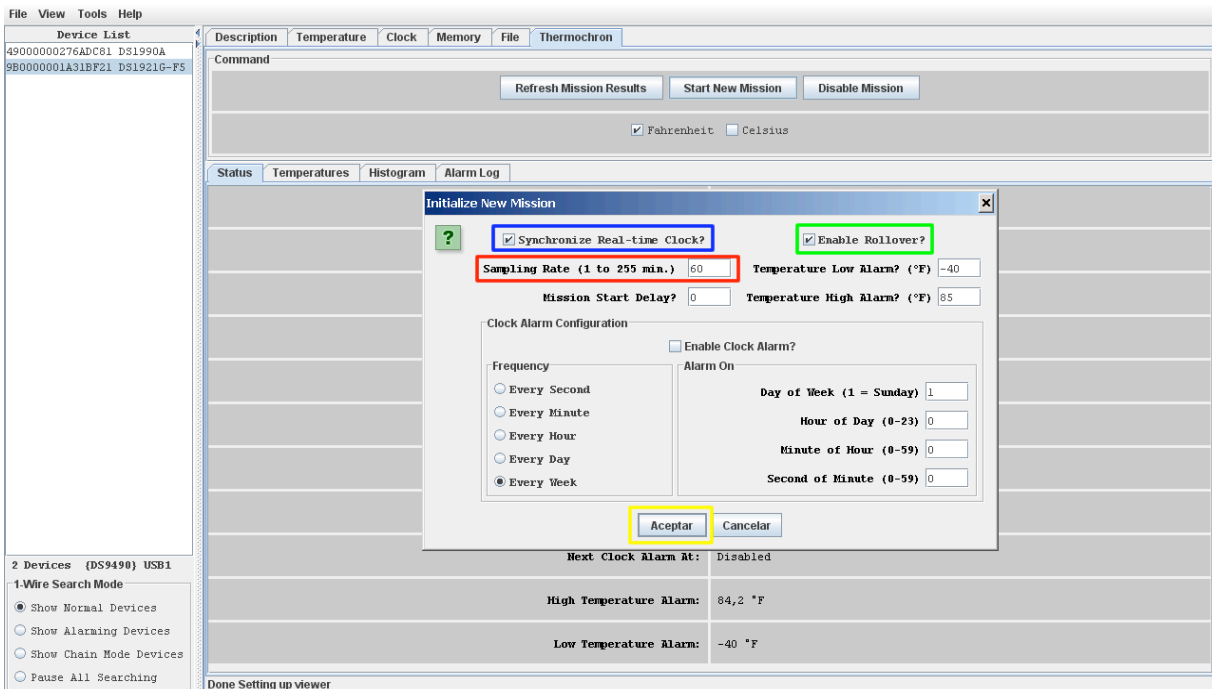 File View Tools Help
Device List
49000000276ADC81 DS1990A
9B0000001A31BF21 DS1921G-F5
Description Temperature Clock Memory File Thermochron
Command
Refresh Mission Results Start New Mission Disable Mission
Fahrenheit Celsius
Status Temperatures Histogram Alarm Log
Initialize New Mission
?
Synchronize Real-time Clock? Enable Rollover?
Sampling Rate (1 to 255 min.) 60 Temperature Low Alarm? (°F) -40
Mission Start Delay? 0 Temperature High Alarm? (°F) 85
Clock Alarm Configuration
Enable Clock Alarm?
Frequency
Every Second
Every Minute
Every Hour
Every Day
Every Week
Alarm On
Day of Week (1 = Sunday) 1
Hour of Day (0-23) 0
Minute of Hour (0-59) 0
Second of Minute (0-59) 0
Aceptar Cancelar
Next Clock Alarm At: Disabled
High Temperature Alarm: 84,2 °F
Low Temperature Alarm: -40 °F
2 Devices {DS9490} USB1
1-Wire Search Mode
Show Normal Devices
Show Alarming Devices
Show Chain Mode Devices
Pause All Searching
Done Setting up viewer